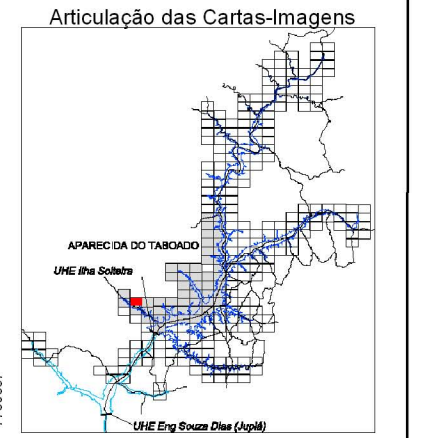 Articulação das Cartas-Imagens
APARECIDA DO TABOADO
UHE Ilha Solteira
UHE Eng Souza Dias (Jupiá)